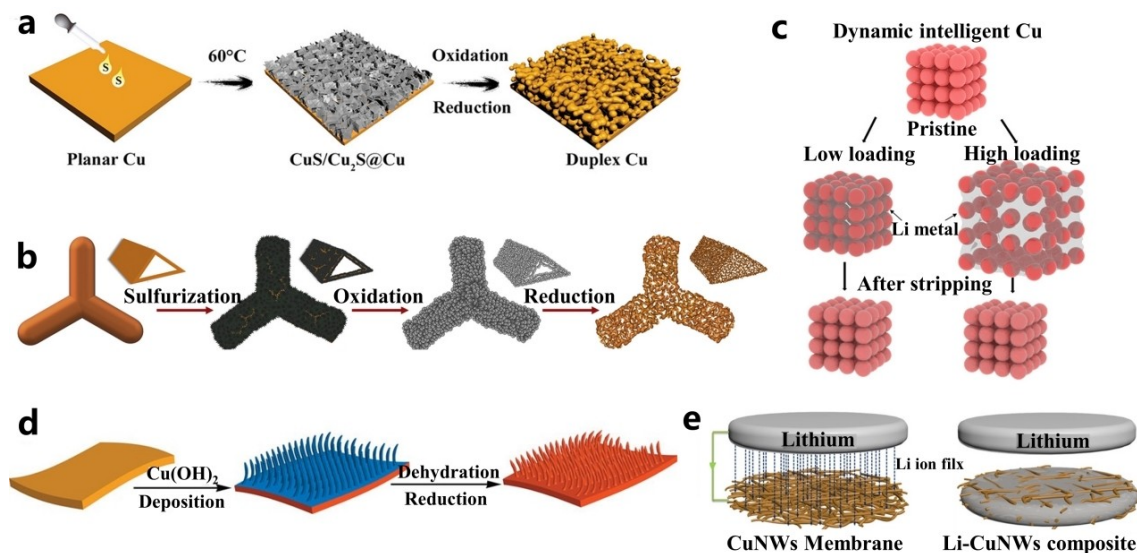 a
S
S
Planar Cu
60°C
CuS/Cu₂S@Cu
Oxidation
Reduction
Duplex Cu
b
Sulfurization
Oxidation
Reduction
c
Dynamic intelligent Cu
Pristine
Low loading
High loading
Li metal
After stripping
d
Cu(OH)₂
Deposition
Dehydration
Reduction
e
Lithium
Li ion filx
CuNWs Membrane
Lithium
Li-CuNWs composite